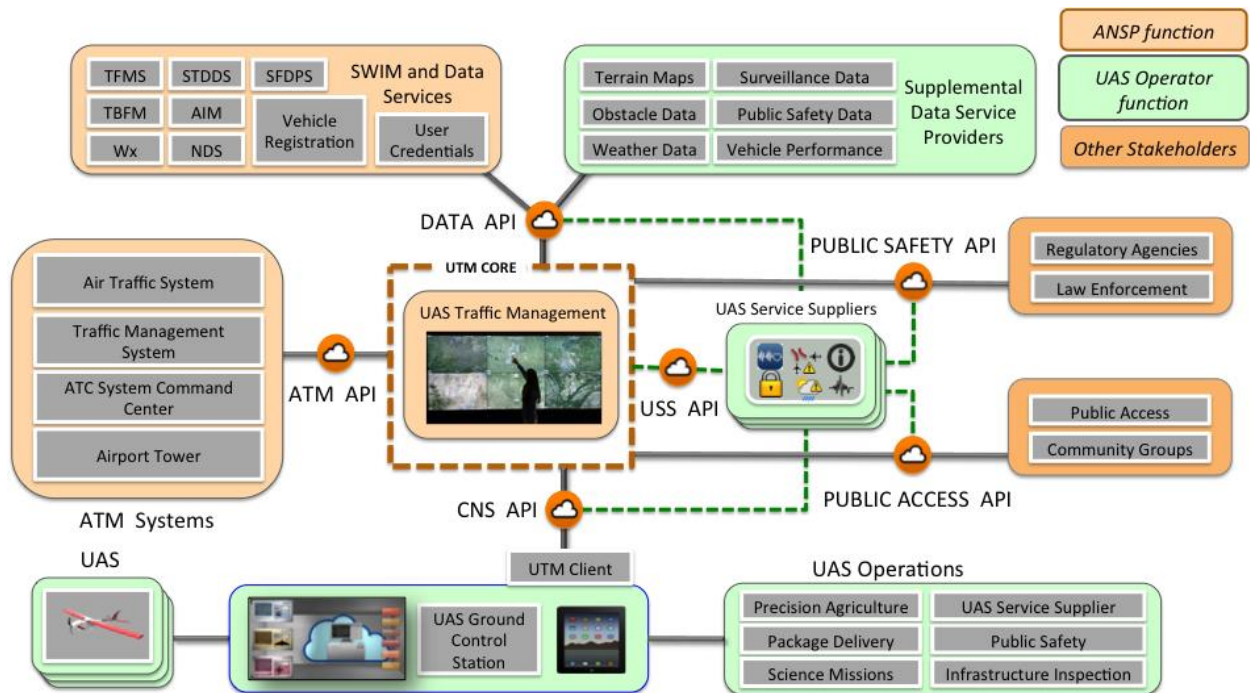 ANSP function
UAS Operator
function
Other Stakeholders
TFMS
STDDS
SFDPS
SWIM and Data
Services
TBFM
AIM
Vehicle
Registration
User
Credentials
Wx
NDS
Terrain Maps
Surveillance Data
Supplemental
Data Service
Providers
Obstacle Data
Public Safety Data
Weather Data
Vehicle Performance
DATA API
PUBLIC SAFETY API
UTM CORE
Regulatory Agencies
Law Enforcement
Air Traffic System
Traffic Management
System
ATC System Command
Center
Airport Tower
ATM Systems
ATM API
UAS Traffic Management
USS API
UAS Service Suppliers
Public Access
Community Groups
PUBLIC ACCESS API
CNS API
UAS
UTM Client
UAS Ground
Control
Station
UAS Operations
Precision Agriculture
UAS Service Supplier
Package Delivery
Public Safety
Science Missions
Infrastructure Inspection